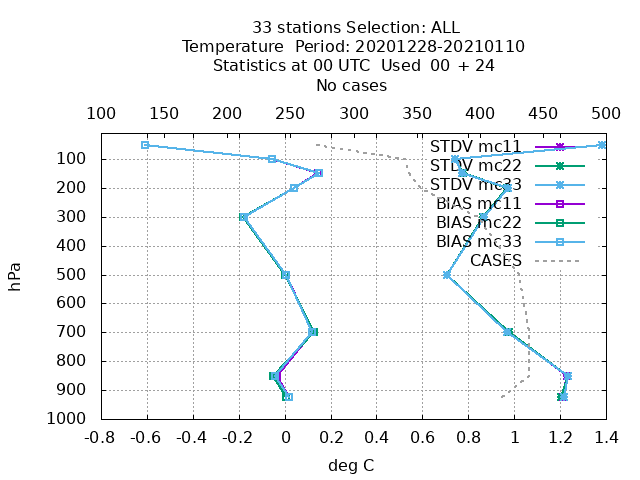 33 stations Selection: ALL
Temperature  Period: 20201228-20210110
Statistics at 00 UTC  Used  00 + 24
No cases
100 150 200 250 300 350 400 450 500
STDV mc11
STDV mc22
STDV mc33
BIAS mc11
BIAS mc22
BIAS mc33
CASES
100
200
300
400
500
600
700
800
900
1000
hPa
-0.8 -0.6 -0.4 -0.2 0 0.2 0.4 0.6 0.8 1 1.2 1.4
deg C